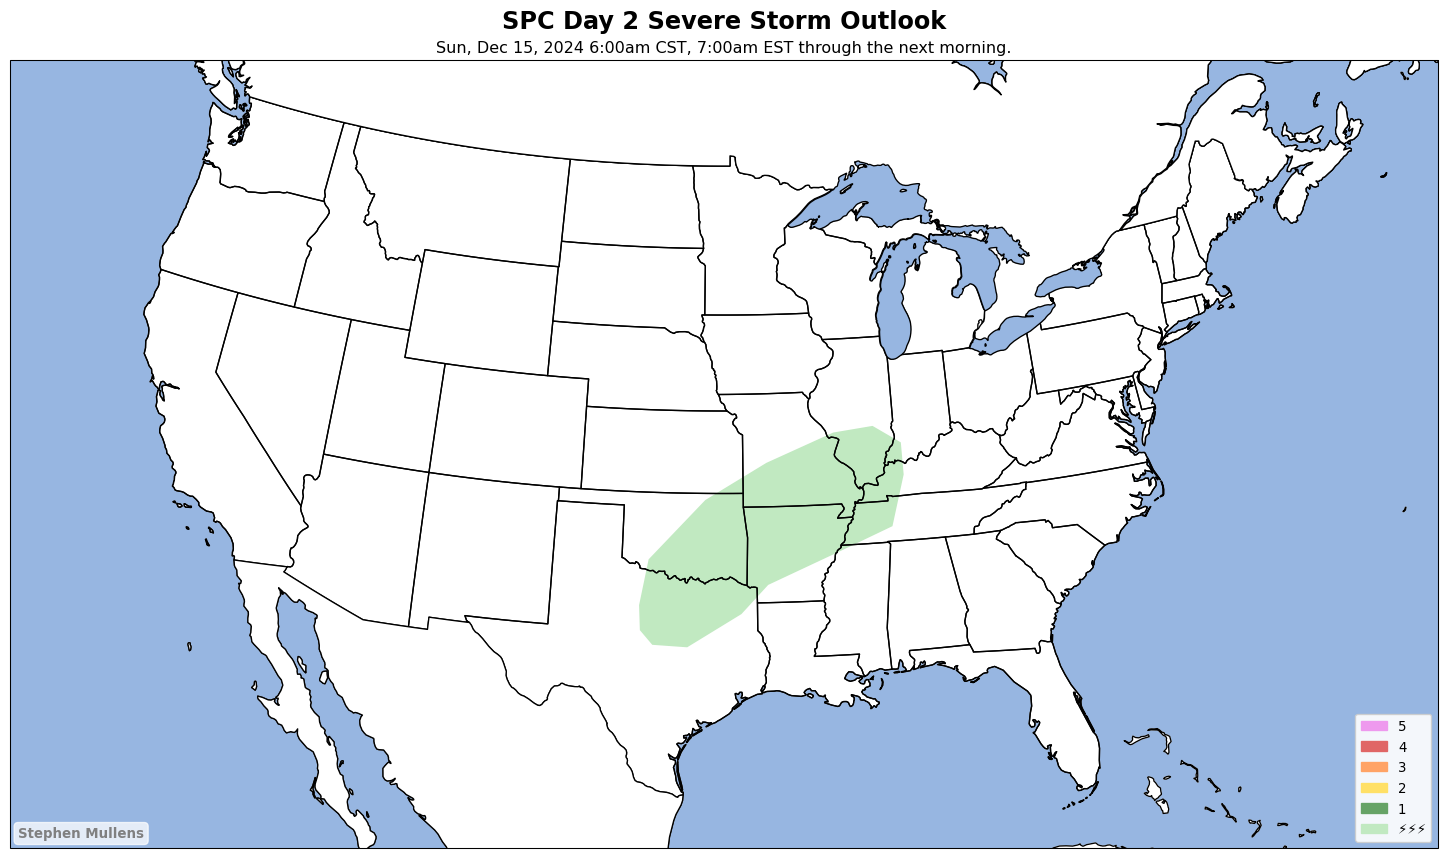 SPC Day 2 Severe Storm Outlook
Sun, Dec 15, 2024 6:00am CST, 7:00am EST through the next morning.
5
4
3
2
1
⚡⚡⚡
Stephen Mullens